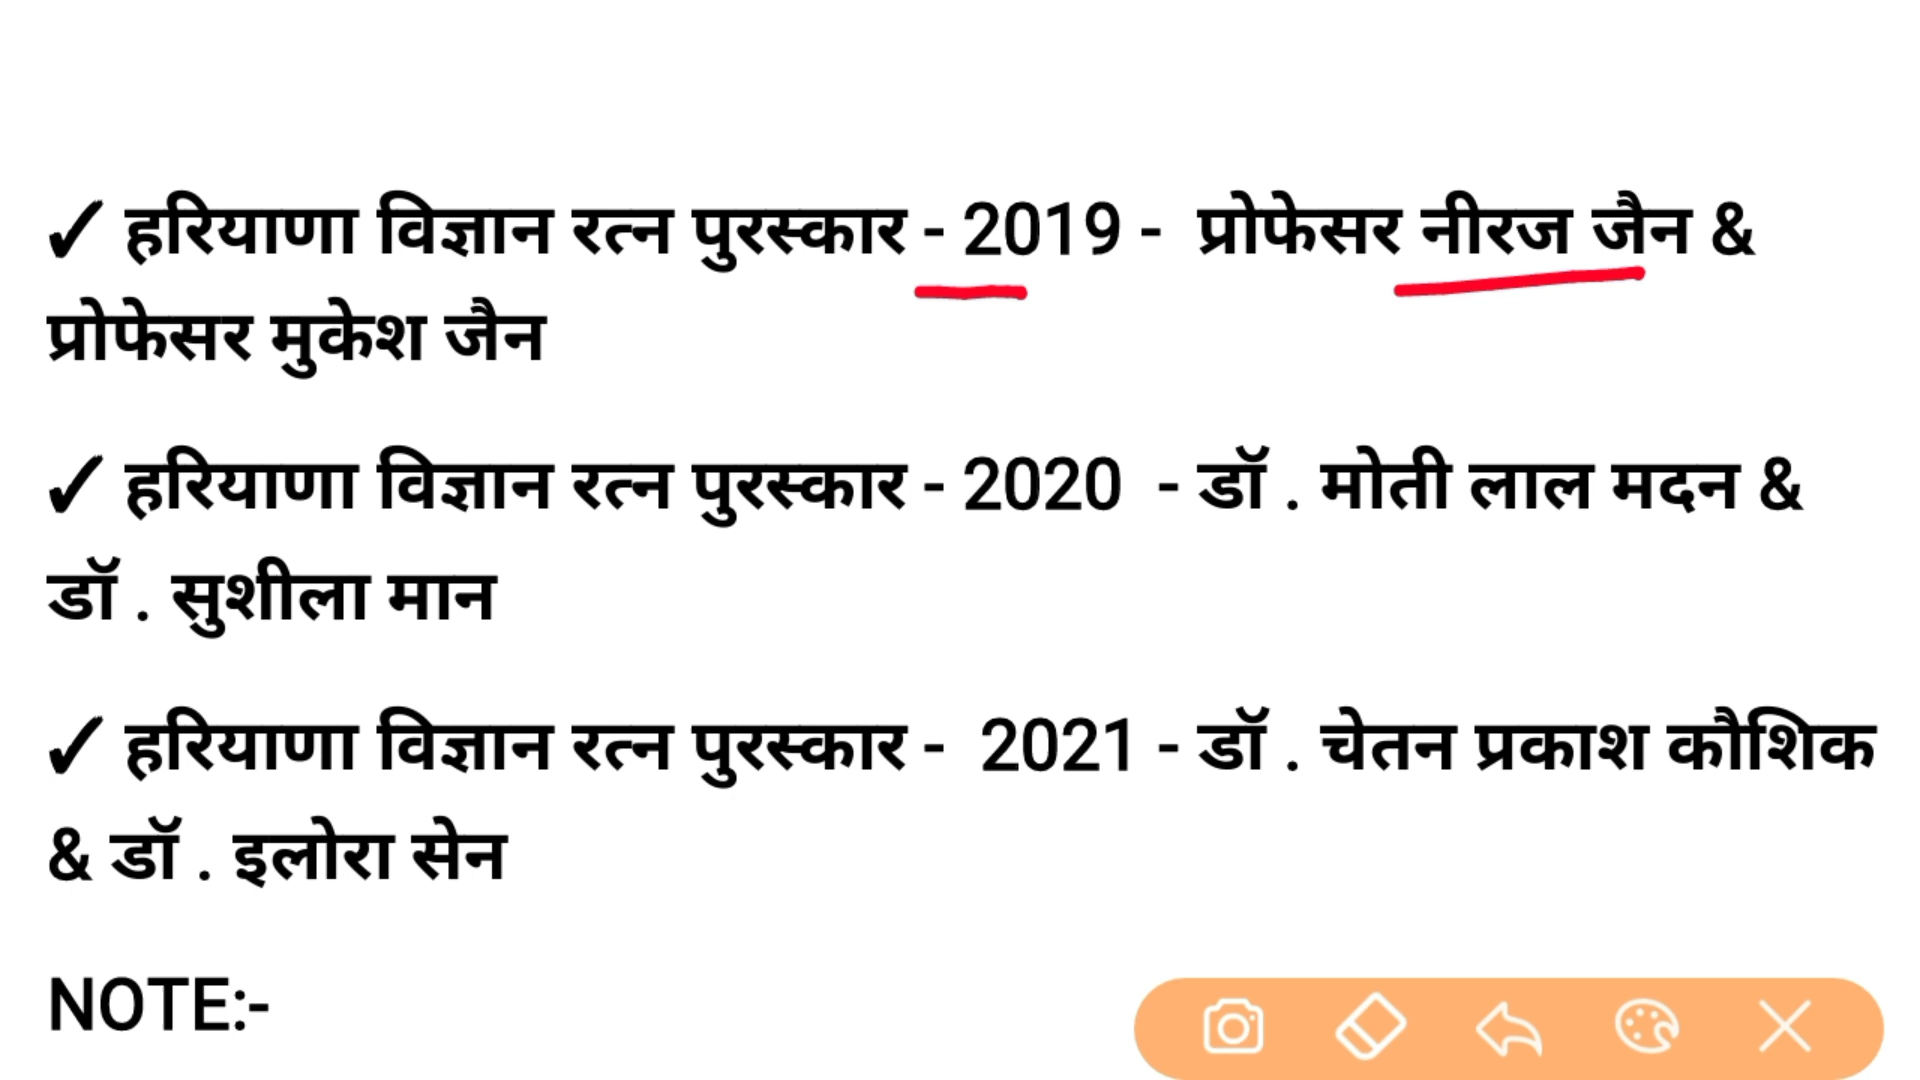 ✓ हरियाणा विज्ञान रत्न पुरस्कार - 2019 - प्रोफेसर नीरज जैन &
प्रोफेसर मुकेश जैन
✓ हरियाणा विज्ञान रत्न पुरस्कार - 2020 - डॉ . मोती लाल मदन &
डॉ . सुशीला मान
✓ हरियाणा विज्ञान रत्न पुरस्कार - 2021 - डॉ . चेतन प्रकाश कौशिक
& डॉ . इलोरा सेन
NOTE:-